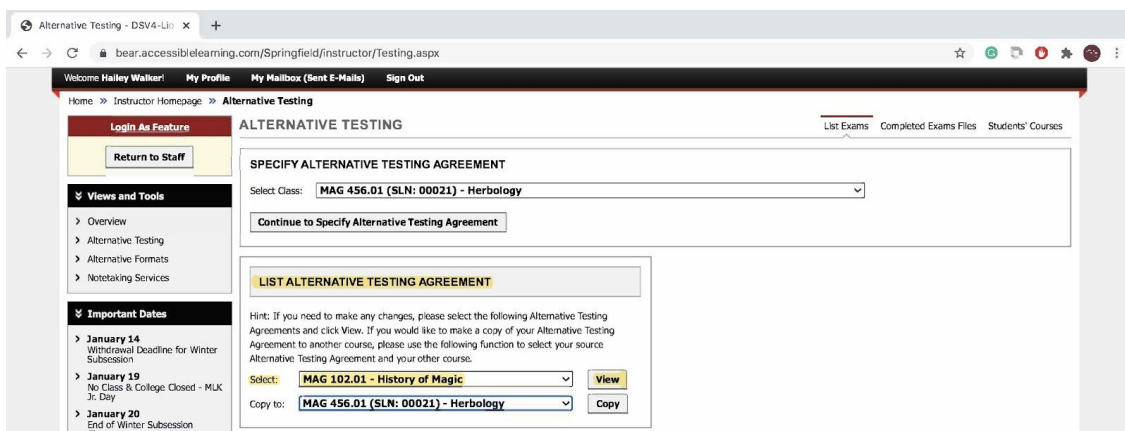 Alternative Testing - DSV4-Lio
bear.accessiblelearning.com/Springfield/instructor/Testing.aspx
Welcome Hailey Walker! My Profile My Mailbox (Sent E-Mails) Sign Out
Home » Instructor Homepage » Alternative Testing
Login As Feature
Return to Staff
Views and Tools
Overview
Alternative Testing
Alternative Formats
Notetaking Services
Important Dates
January 14
Withdrawal Deadline for Winter
Subsession
January 19
No Class & College Closed - MLK
Jr. Day
January 20
End of Winter Subsession
ALTERNATIVE TESTING
List Exams Completed Exams Files Students' Courses
SPECIFY ALTERNATIVE TESTING AGREEMENT
Select Class: MAG 456.01 (SLN: 00021) - Herbology
Continue to Specify Alternative Testing Agreement
LIST ALTERNATIVE TESTING AGREEMENT
Hint: If you need to make any changes, please select the following Alternative Testing
Agreements and click View. If you would like to make a copy of your Alternative Testing
Agreement to another course, please use the following function to select your source
Alternative Testing Agreement and your other course.
Select: MAG 102.01 - History of Magic View
Copy to: MAG 456.01 (SLN: 00021) - Herbology Copy